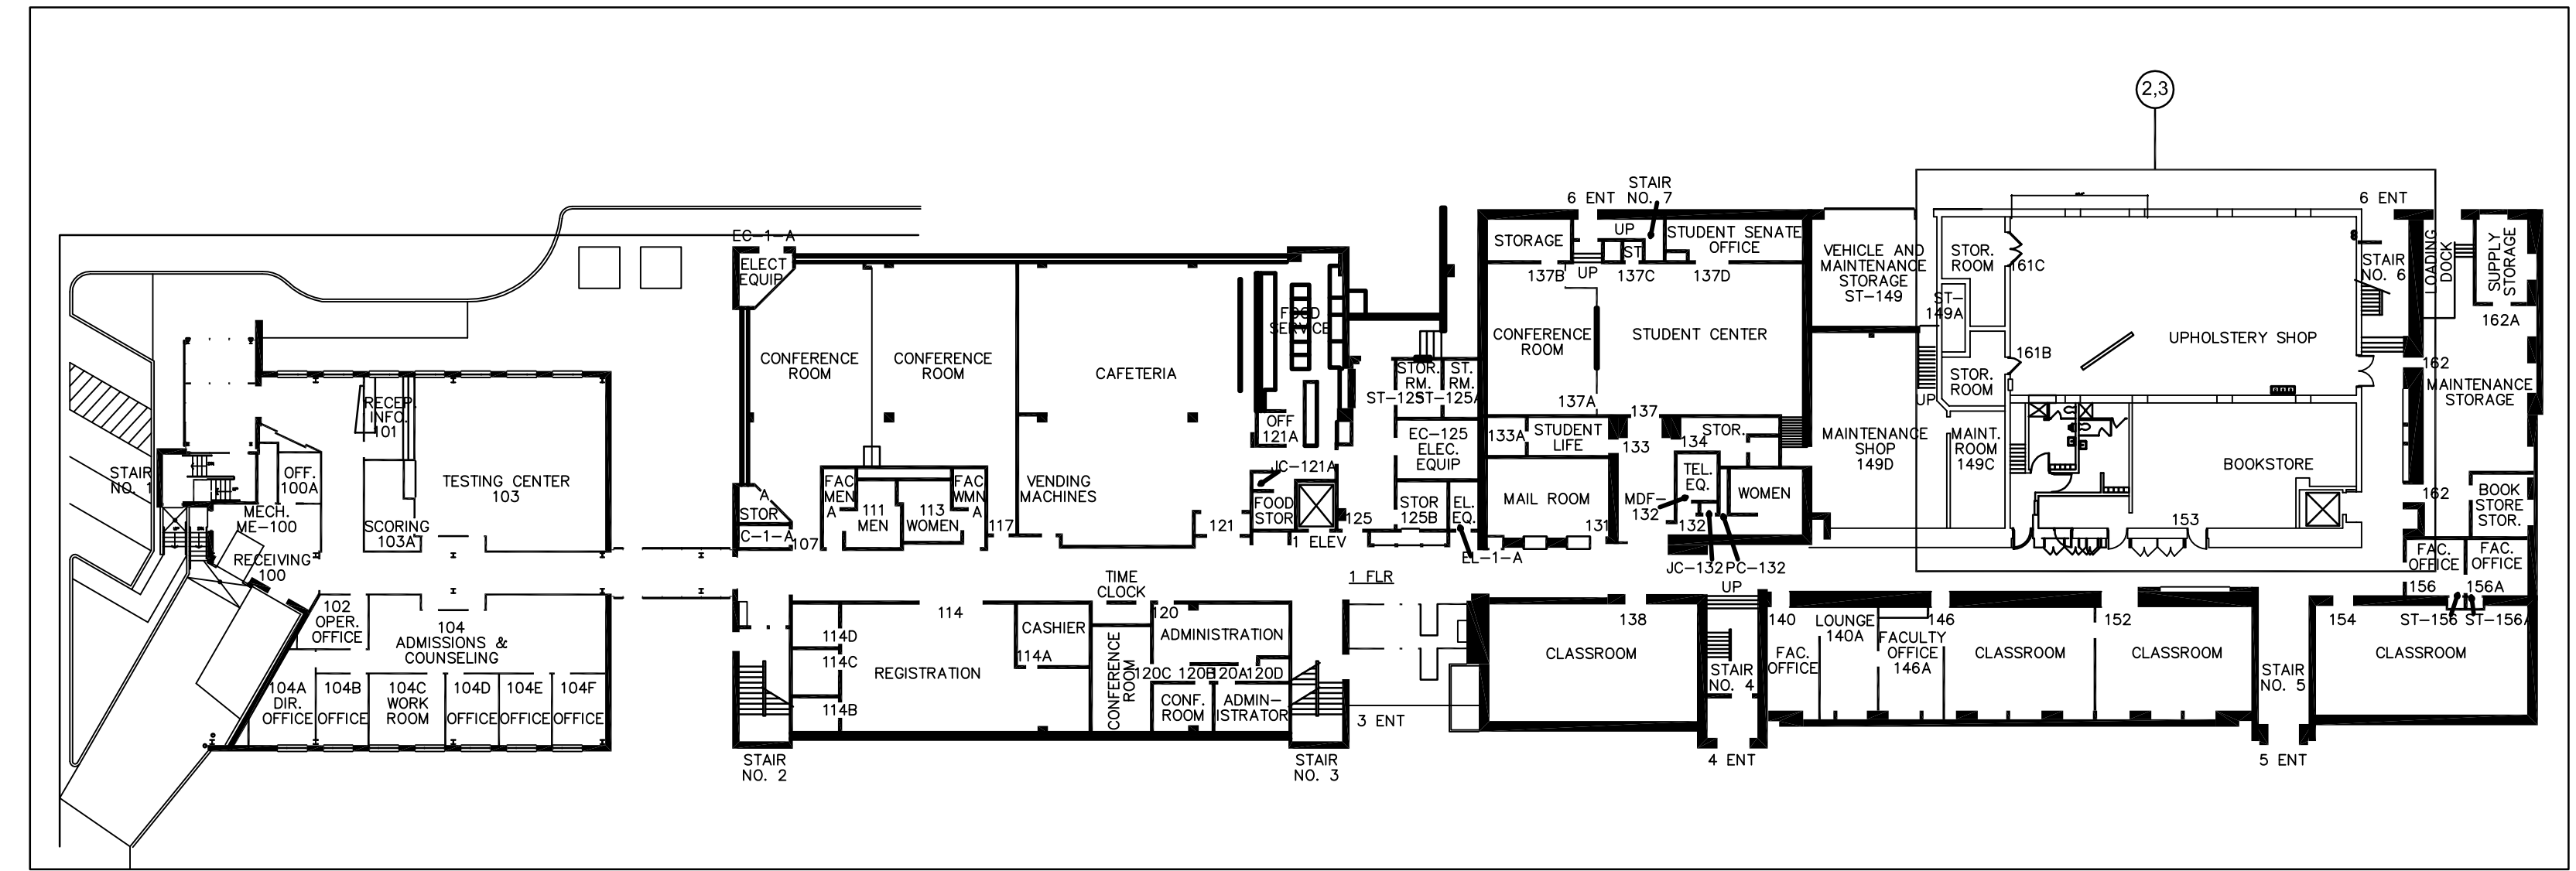 2,3
STAIR
NO. 7
6 ENT
6 ENT
EC-1-A
ELECT
EQUIP
STORAGE
UP
ST
STUDENT SENATE
OFFICE
137B
UP
137C
137D
VEHICLE AND
MAINTENANCE
STORAGE
ST-149
STOR.
ROOM
161C
ST-
149A
STAIR
NO. 6
LOADING
DOCK
SUPPLY
STORAGE
162A
FOOD
SERVICE
CONFERENCE
ROOM
CONFERENCE
ROOM
CAFETERIA
CONFERENCE
ROOM
STUDENT CENTER
UPHOLSTERY SHOP
161B
162
STOR.
RM.
ST-125
ST.
RM.
ST-125A
STOR.
ROOM
UP
MAINTENANCE
STORAGE
137A
137
RECEP.
INFO.
101
OFF
121A
EC-125
ELEC.
EQUIP
133A
STUDENT
LIFE
133
134
STOR.
MAINTENANCE
SHOP
149D
MAINT.
ROOM
149C
BOOKSTORE
STAIR
NO. 1
OFF.
100A
TESTING CENTER
103
A
STOR
FAC
MEN
A
111
MEN
113
WOMEN
FAC
WMN
A
VENDING
MACHINES
JC-121A
FOOD
STOR
TEL.
EQ.
MAIL ROOM
MDF-
132
WOMEN
162
BOOK
STORE
STOR.
MECH.
ME-100
SCORING
103A
C-1-A
107
117
121
125
STOR
125B
EL.
EQ.
131
132
153
1 ELEV
EL-1-A
RECEIVING
100
JC-132
PC-132
FAC.
OFFICE
FAC.
OFFICE
TIME
CLOCK
1 FLR
UP
156
156A
102
OPER.
OFFICE
104
ADMISSIONS &
COUNSELING
114
CASHIER
114A
120
ADMINISTRATION
138
140
LOUNGE
140A
146
152
154
ST-156
ST-156A
114D
114C
114B
REGISTRATION
CONFERENCE
ROOM
120C
120B
120A
120D
CLASSROOM
FAC.
OFFICE
FACULTY
OFFICE
146A
CLASSROOM
CLASSROOM
CLASSROOM
STAIR
NO. 4
STAIR
NO. 5
104A
DIR.
OFFICE
104B
OFFICE
104C
WORK
ROOM
104D
OFFICE
104E
OFFICE
104F
OFFICE
CONF.
ROOM
ADMIN-
ISTRATOR
3 ENT
STAIR
NO. 2
STAIR
NO. 3
4 ENT
5 ENT